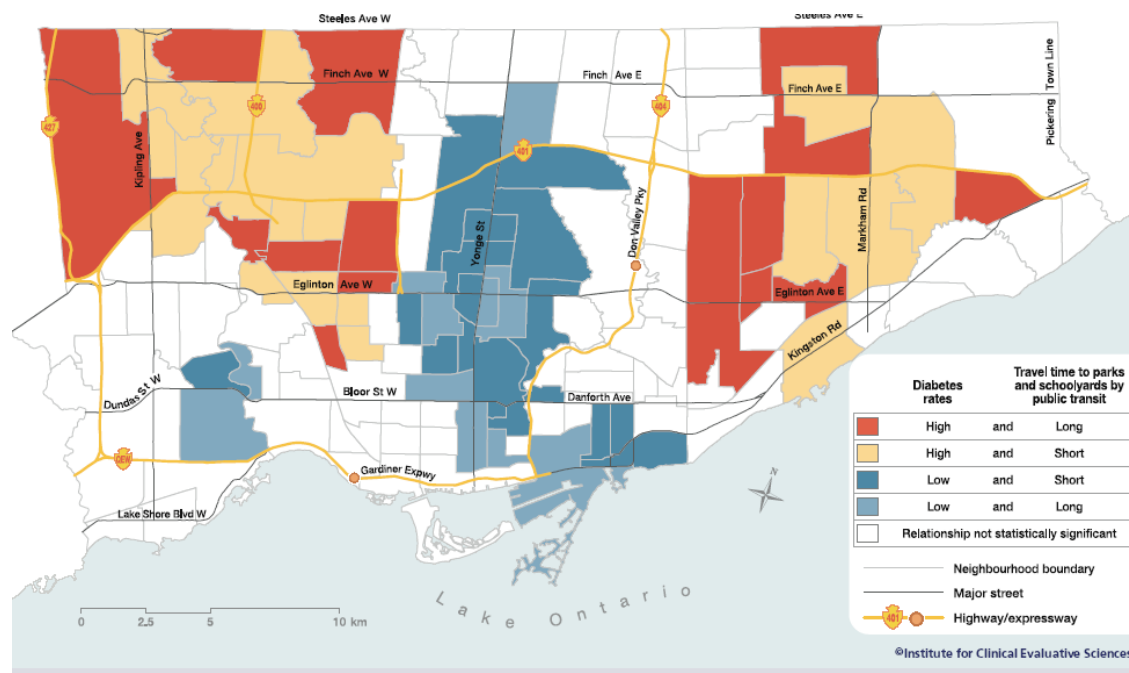 Steeles Ave W
Steeles Ave E
Finch Ave W
Finch Ave E
Finch Ave E
427
400
404
401
Kipling Ave
Yonge St
Don Valley Pky
Markham Rd
Pickering Town Line
Eglinton Ave W
Eglinton Ave E
Kingston Rd
Dundas St W
Bloor St W
Danforth Ave
QEW
Gardiner Expwy
Lake Shore Blvd W
N
Lake Ontario
0 2.5 5 10 km
Diabetes rates
Travel time to parks and schoolyards by public transit
High and Long
High and Short
Low and Short
Low and Long
Relationship not statistically significant
Neighbourhood boundary
Major street
401 Highway/expressway
©Institute for Clinical Evaluative Sciences